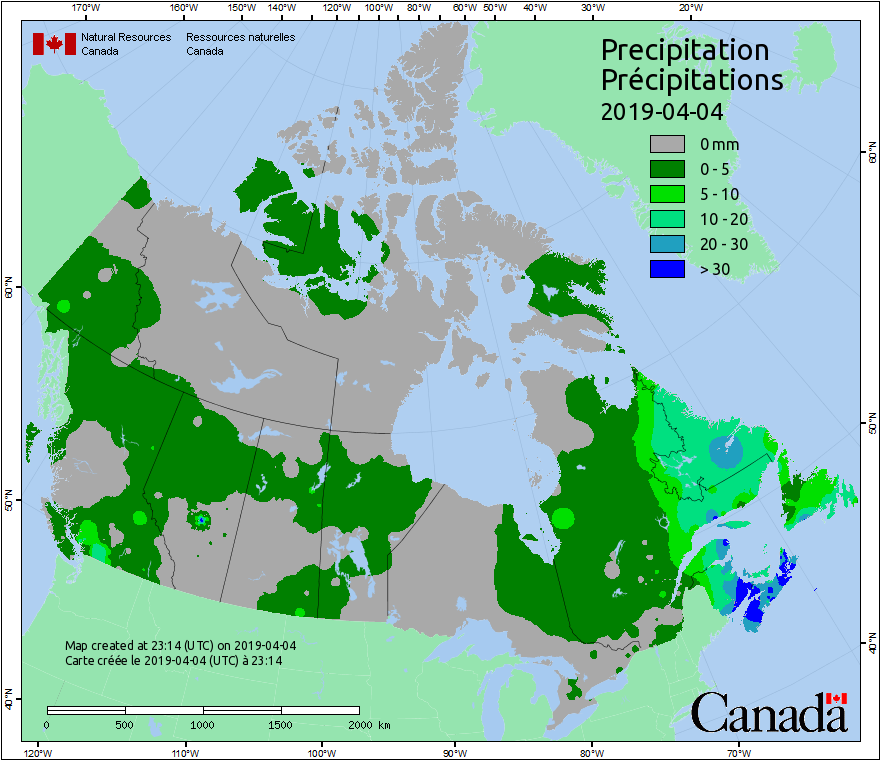 170°W 160°W 150°W 140°W 130°W 120°W 110°W 100°W 90°W 80°W 60°W 50°W 40°W 30°W 20°W
Natural Resources Ressources naturelles
Canada Canada
Precipitation
Précipitations
2019-04-04
0 mm
0 - 5
5 - 10
10 - 20
20 - 30
> 30
60°N
60°N
50°N
50°N
40°N
40°N
Map created at 23:14 (UTC) on 2019-04-04
Carte créée le 2019-04-04 (UTC) à 23:14
0 500 1000 1500 2000 km
Canada
120°W 110°W 100°W 90°W 80°W 70°W